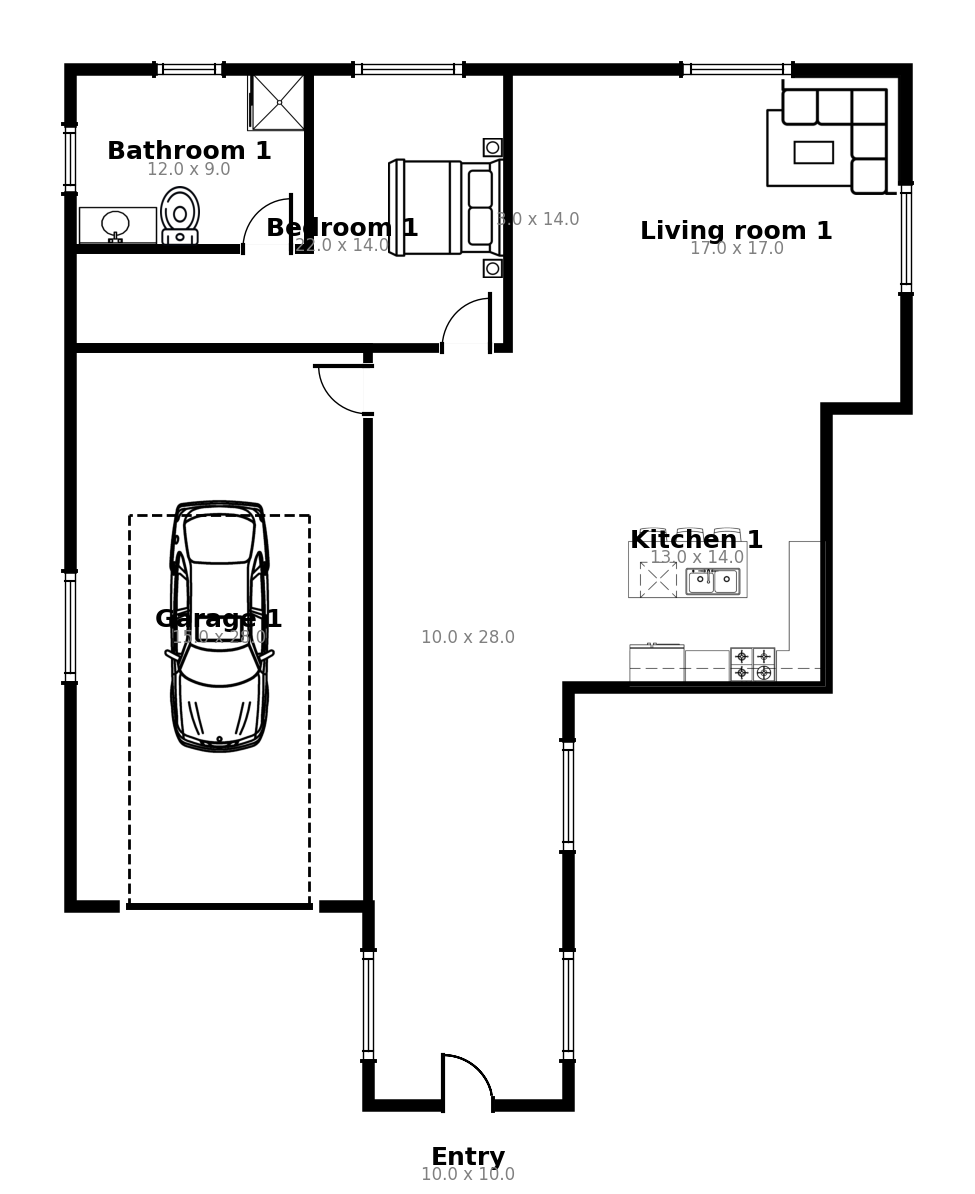 Bathroom 1
12.0 x 9.0
Bedroom 1
22.0 x 14.0
3.0 x 14.0
Living room 1
17.0 x 17.0
Kitchen 1
13.0 x 14.0
Garage 1
15.0 x 28.0
10.0 x 28.0
Entry
10.0 x 10.0